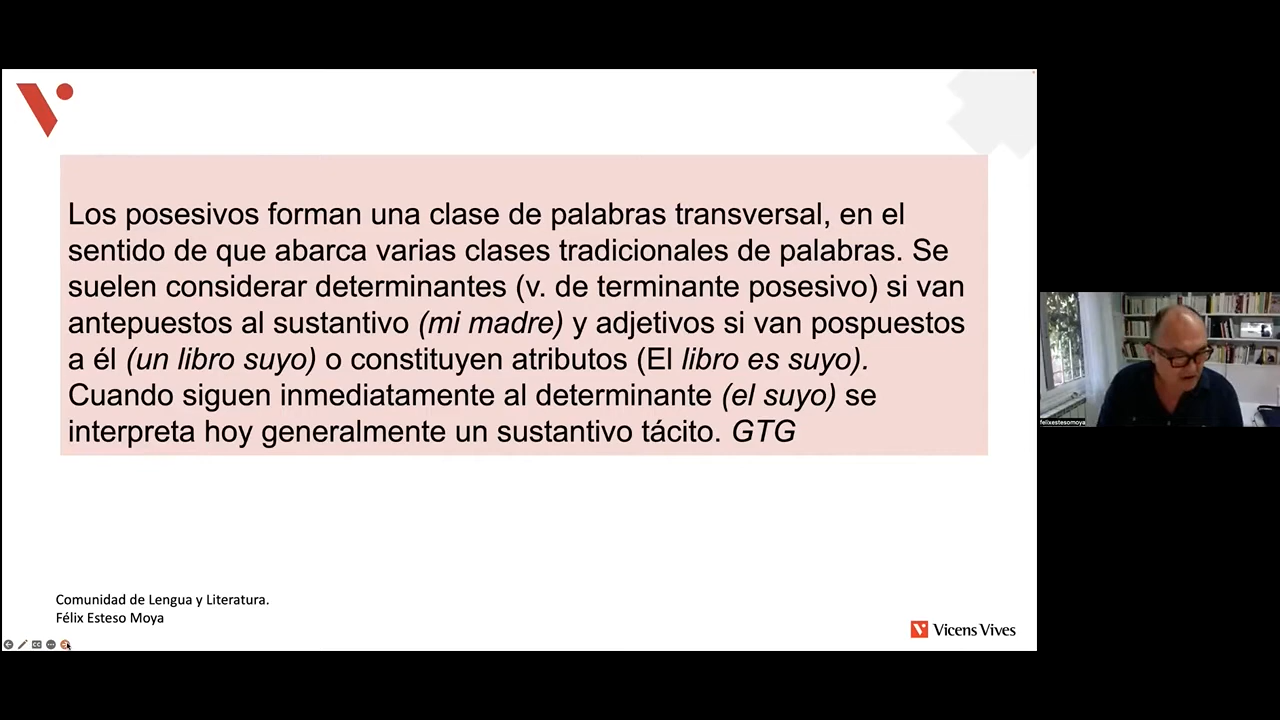 Los posesivos forman una clase de palabras transversal, en el
sentido de que abarca varias clases tradicionales de palabras. Se
suelen considerar determinantes (v. de terminante posesivo) si van
antepuestos al sustantivo (mi madre) y adjetivos si van pospuestos
a él (un libro suyo) o constituyen atributos (El libro es suyo).
Cuando siguen inmediatamente al determinante (el suyo) se
interpreta hoy generalmente un sustantivo tácito. GTG
felixestesomoya
Comunidad de Lengua y Literatura.
Félix Esteso Moya
Vicens Vives